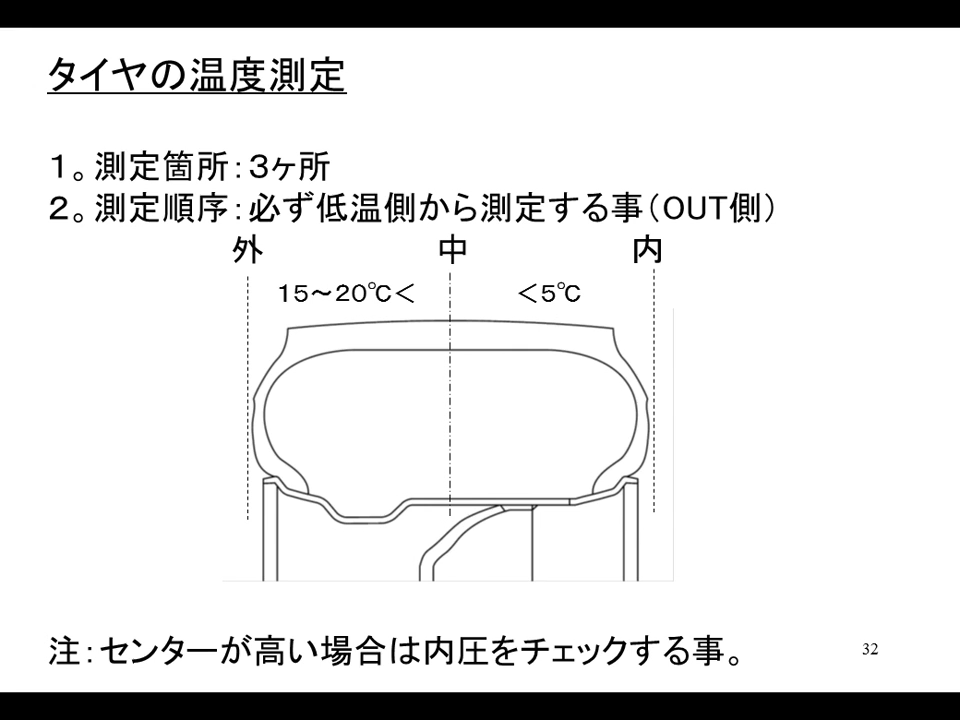 タイヤの温度測定
１。測定箇所：３ヶ所
２。測定順序：必ず低温側から測定する事（OUT側）
外 中 内
１５～２０℃＜ ＜５℃
注：センターが高い場合は内圧をチェックする事。
32